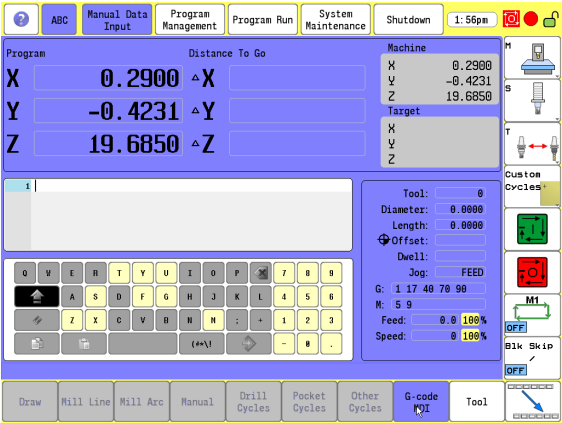 ?
ABC
Manual Data
Input
Program
Management
Program Run
System
Maintenance
Shutdown
1:56pm
Program
Distance To Go
Machine
X 0.2900 △X
Y -0.4231 △Y
Z 19.6850 △Z
X 0.2900
Y -0.4231
Z 19.6850
Target
X
Y
Z
M
S
T
Custom
Cycles+
M1
OFF
Blk Skip
/
OFF
1
Tool: 0
Diameter: 0.0000
Length: 0.0000
Offset:
Dwell:
Jog: FEED
G: 1 17 40 70 90
M: 5 9
Feed: 0.0 100%
Speed: 0 100%
Q W E R T Y U I O P 7 8 9
A S D F G H J K L 4 5 6
Z X C V B N M ; + 1 2 3
(#*\! - 0 .
Draw
Mill Line
Mill Arc
Manual
Drill
Cycles
Pocket
Cycles
Other
Cycles
G-code
MDI
Tool